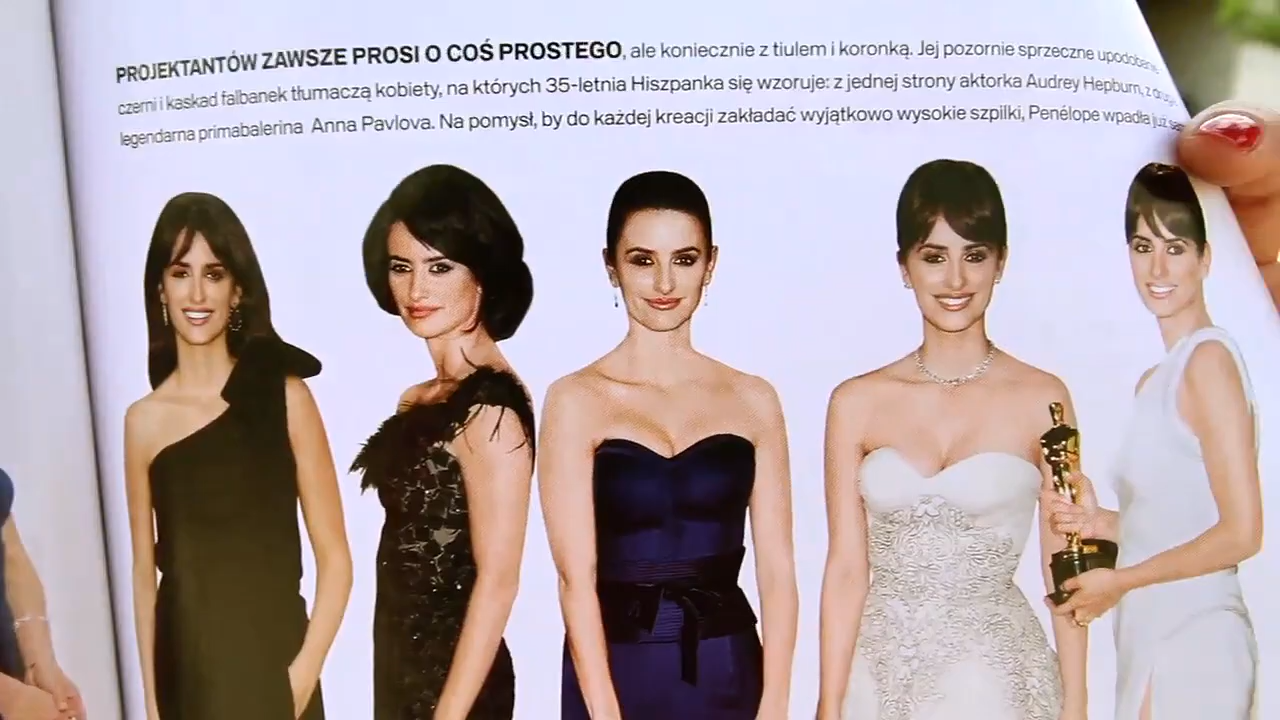 PROJEKTANTÓW ZAWSZE PROSI O COŚ PROSTEGO, ale koniecznie z tiulem i koronką. Jej pozornie sprzeczne upodobanie
czerni i kaskad falbanek tłumaczą kobiety, na których 35-letnia Hiszpanka się wzoruje: z jednej strony aktorka Audrey Hepburn, z
legendarna primabalerina Anna Pavlova. Na pomysł, by do każdej kreacji zakładać wyjątkowo wysokie szpilki, Penélope wpadła już